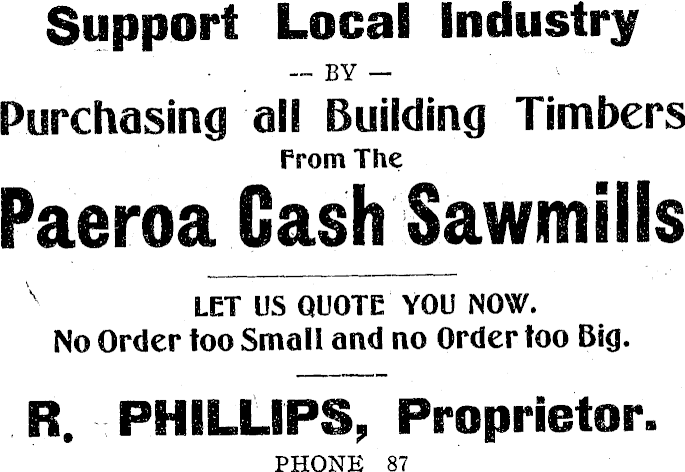 Support Local Industry
-- BY —
Purchasing all Building Timbers
From The
Paeroa Cash Sawmills
LET US QUOTE YOU NOW.
No Order too Small and no Order too Big.
R. PHILLIPS, Proprietor.
PHONE 87